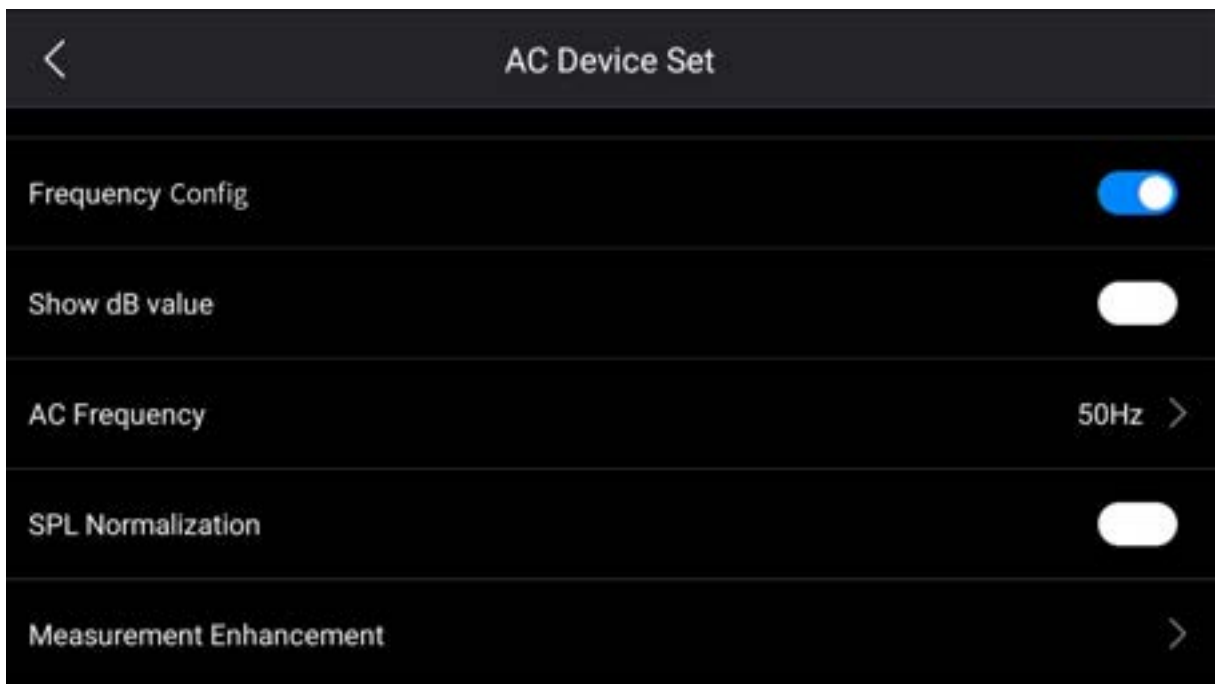 AC Device Set
Frequency Config
Show dB value
AC Frequency
50Hz
SPL Normalization
Measurement Enhancement